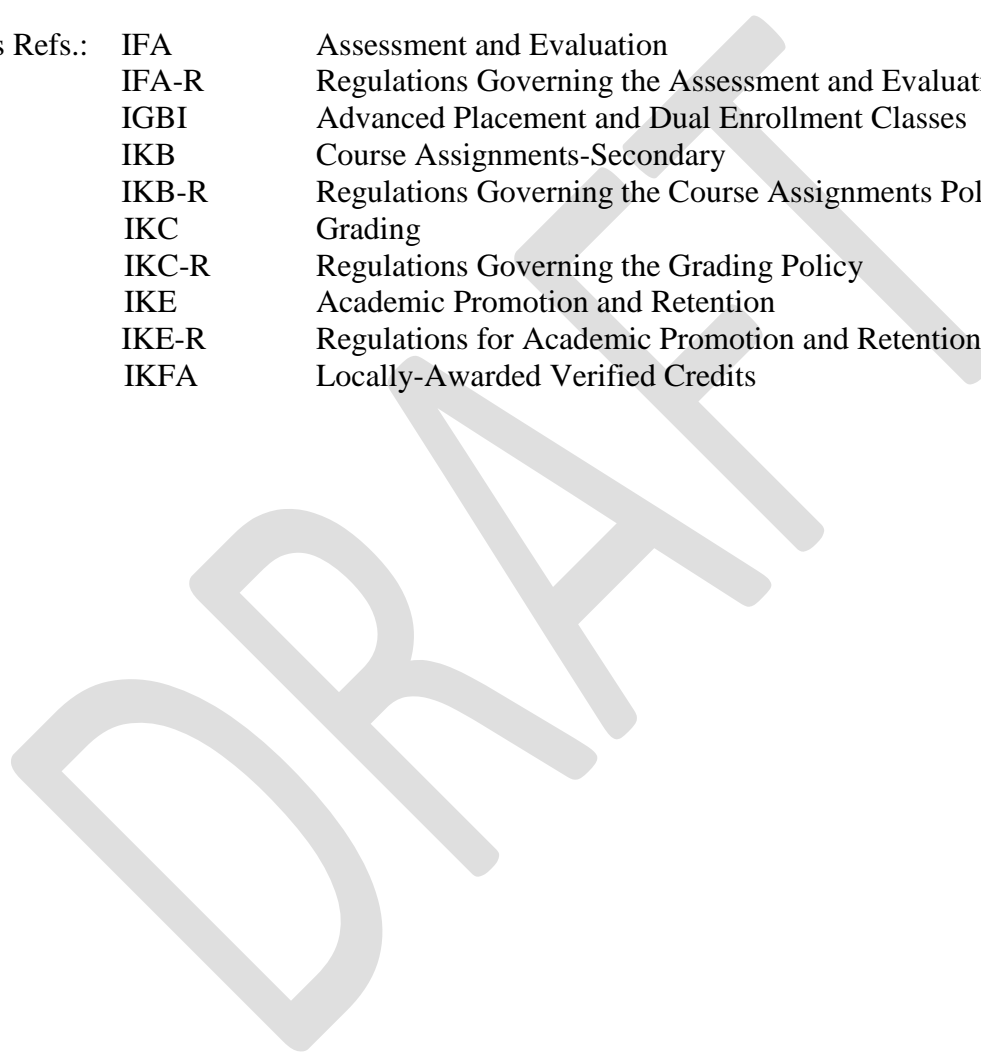 s Refs.: IFA Assessment and Evaluation
IFA-R Regulations Governing the Assessment and
IGBI Advanced Placement and Dual Enrollment Classes
IKB Course Assignments-Secondary
IKB-R Regulations Governing the Course Assignments
IKC Grading
IKC-R Regulations Governing the Grading Policy
IKE Academic Promotion and Retention
IKE-R Regulations for Academic Promotion and Retention
IKFA Locally-Awarded Verified Credits
DRAFT